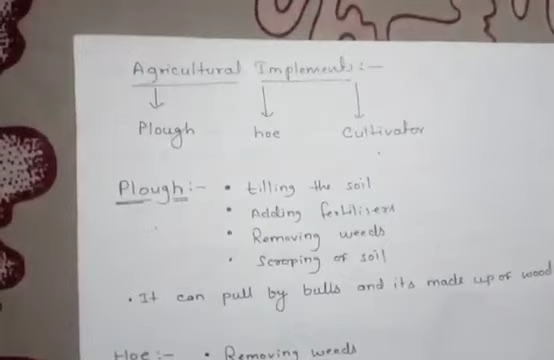 Agricultural Implements :-
Plough hoe Cultivator
Plough :- • tilling the soil
• Adding fertilisers
• Removing weeds
• Scraping of soil
• It can pull by bulls and its made up of wood
Hoe :- • Removing weeds